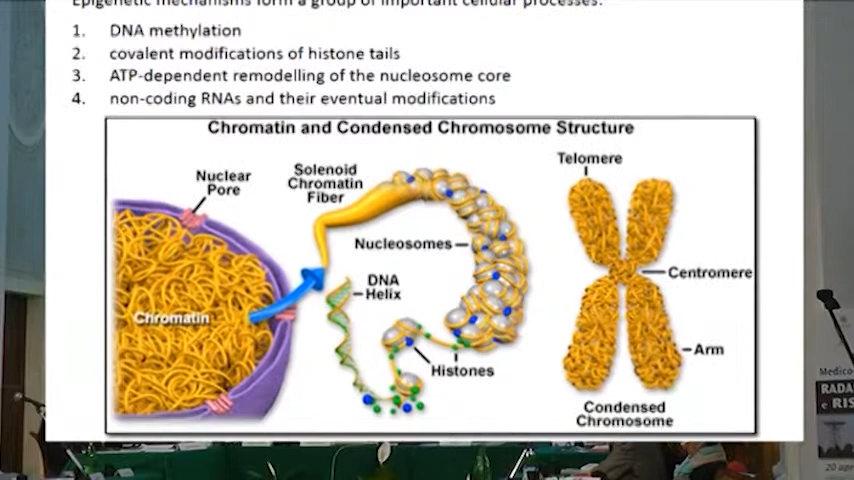 Epigenetic mechanisms form a group of important cellular processes:
1. DNA methylation
2. covalent modifications of histone tails
3. ATP-dependent remodelling of the nucleosome core
4. non-coding RNAs and their eventual modifications
Chromatin and Condensed Chromosome Structure
Nuclear
Pore
Solenoid
Chromatin
Fiber
Telomere
Nucleosomes
DNA
Helix
Chromatin
Centromere
Histones
Arm
Condensed
Chromosome
Medico
RADA
e RIS
20 apr